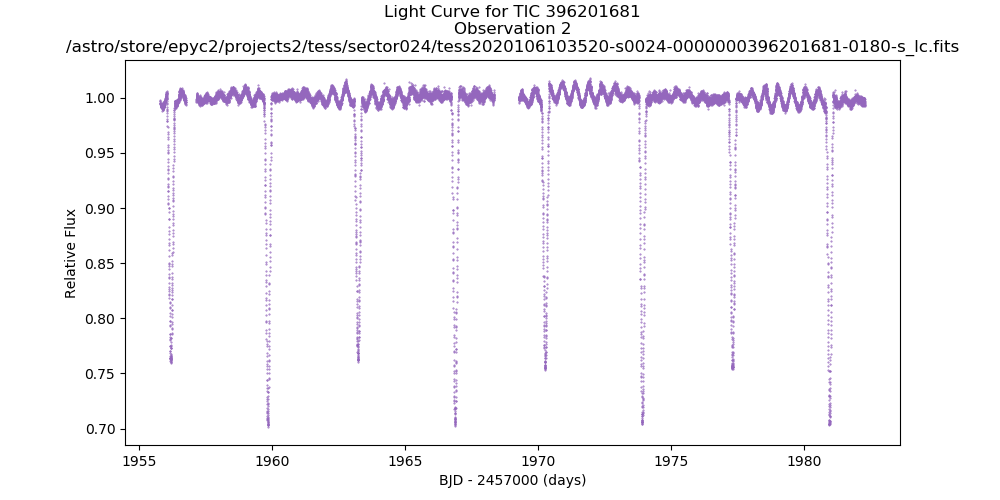 Light Curve for TIC 396201681
Observation 2
/astro/store/epyc2/projects2/tess/sector024/tess2020106103520-s0024-0000000396201681-0180-s_lc.fits
1.00
0.95
0.90
0.85
0.80
0.75
0.70
Relative Flux
1955
1960
1965
1970
1975
1980
BJD - 2457000 (days)